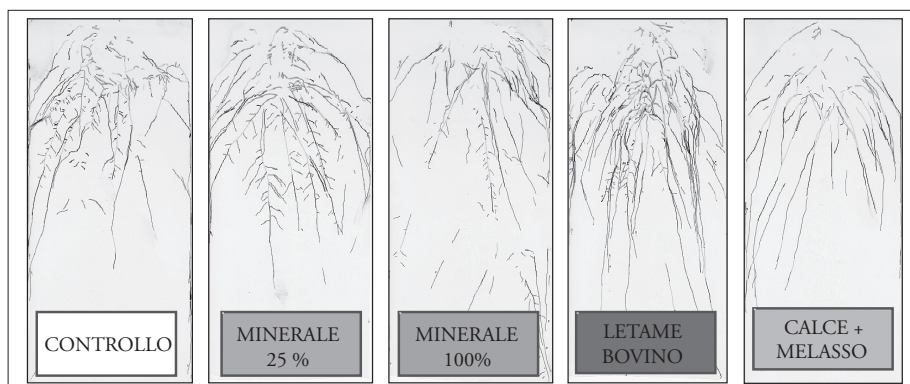 CONTROLLO
MINERALE
25 %
MINERALE
100%
LETAME
BOVINO
CALCE +
MELASSO